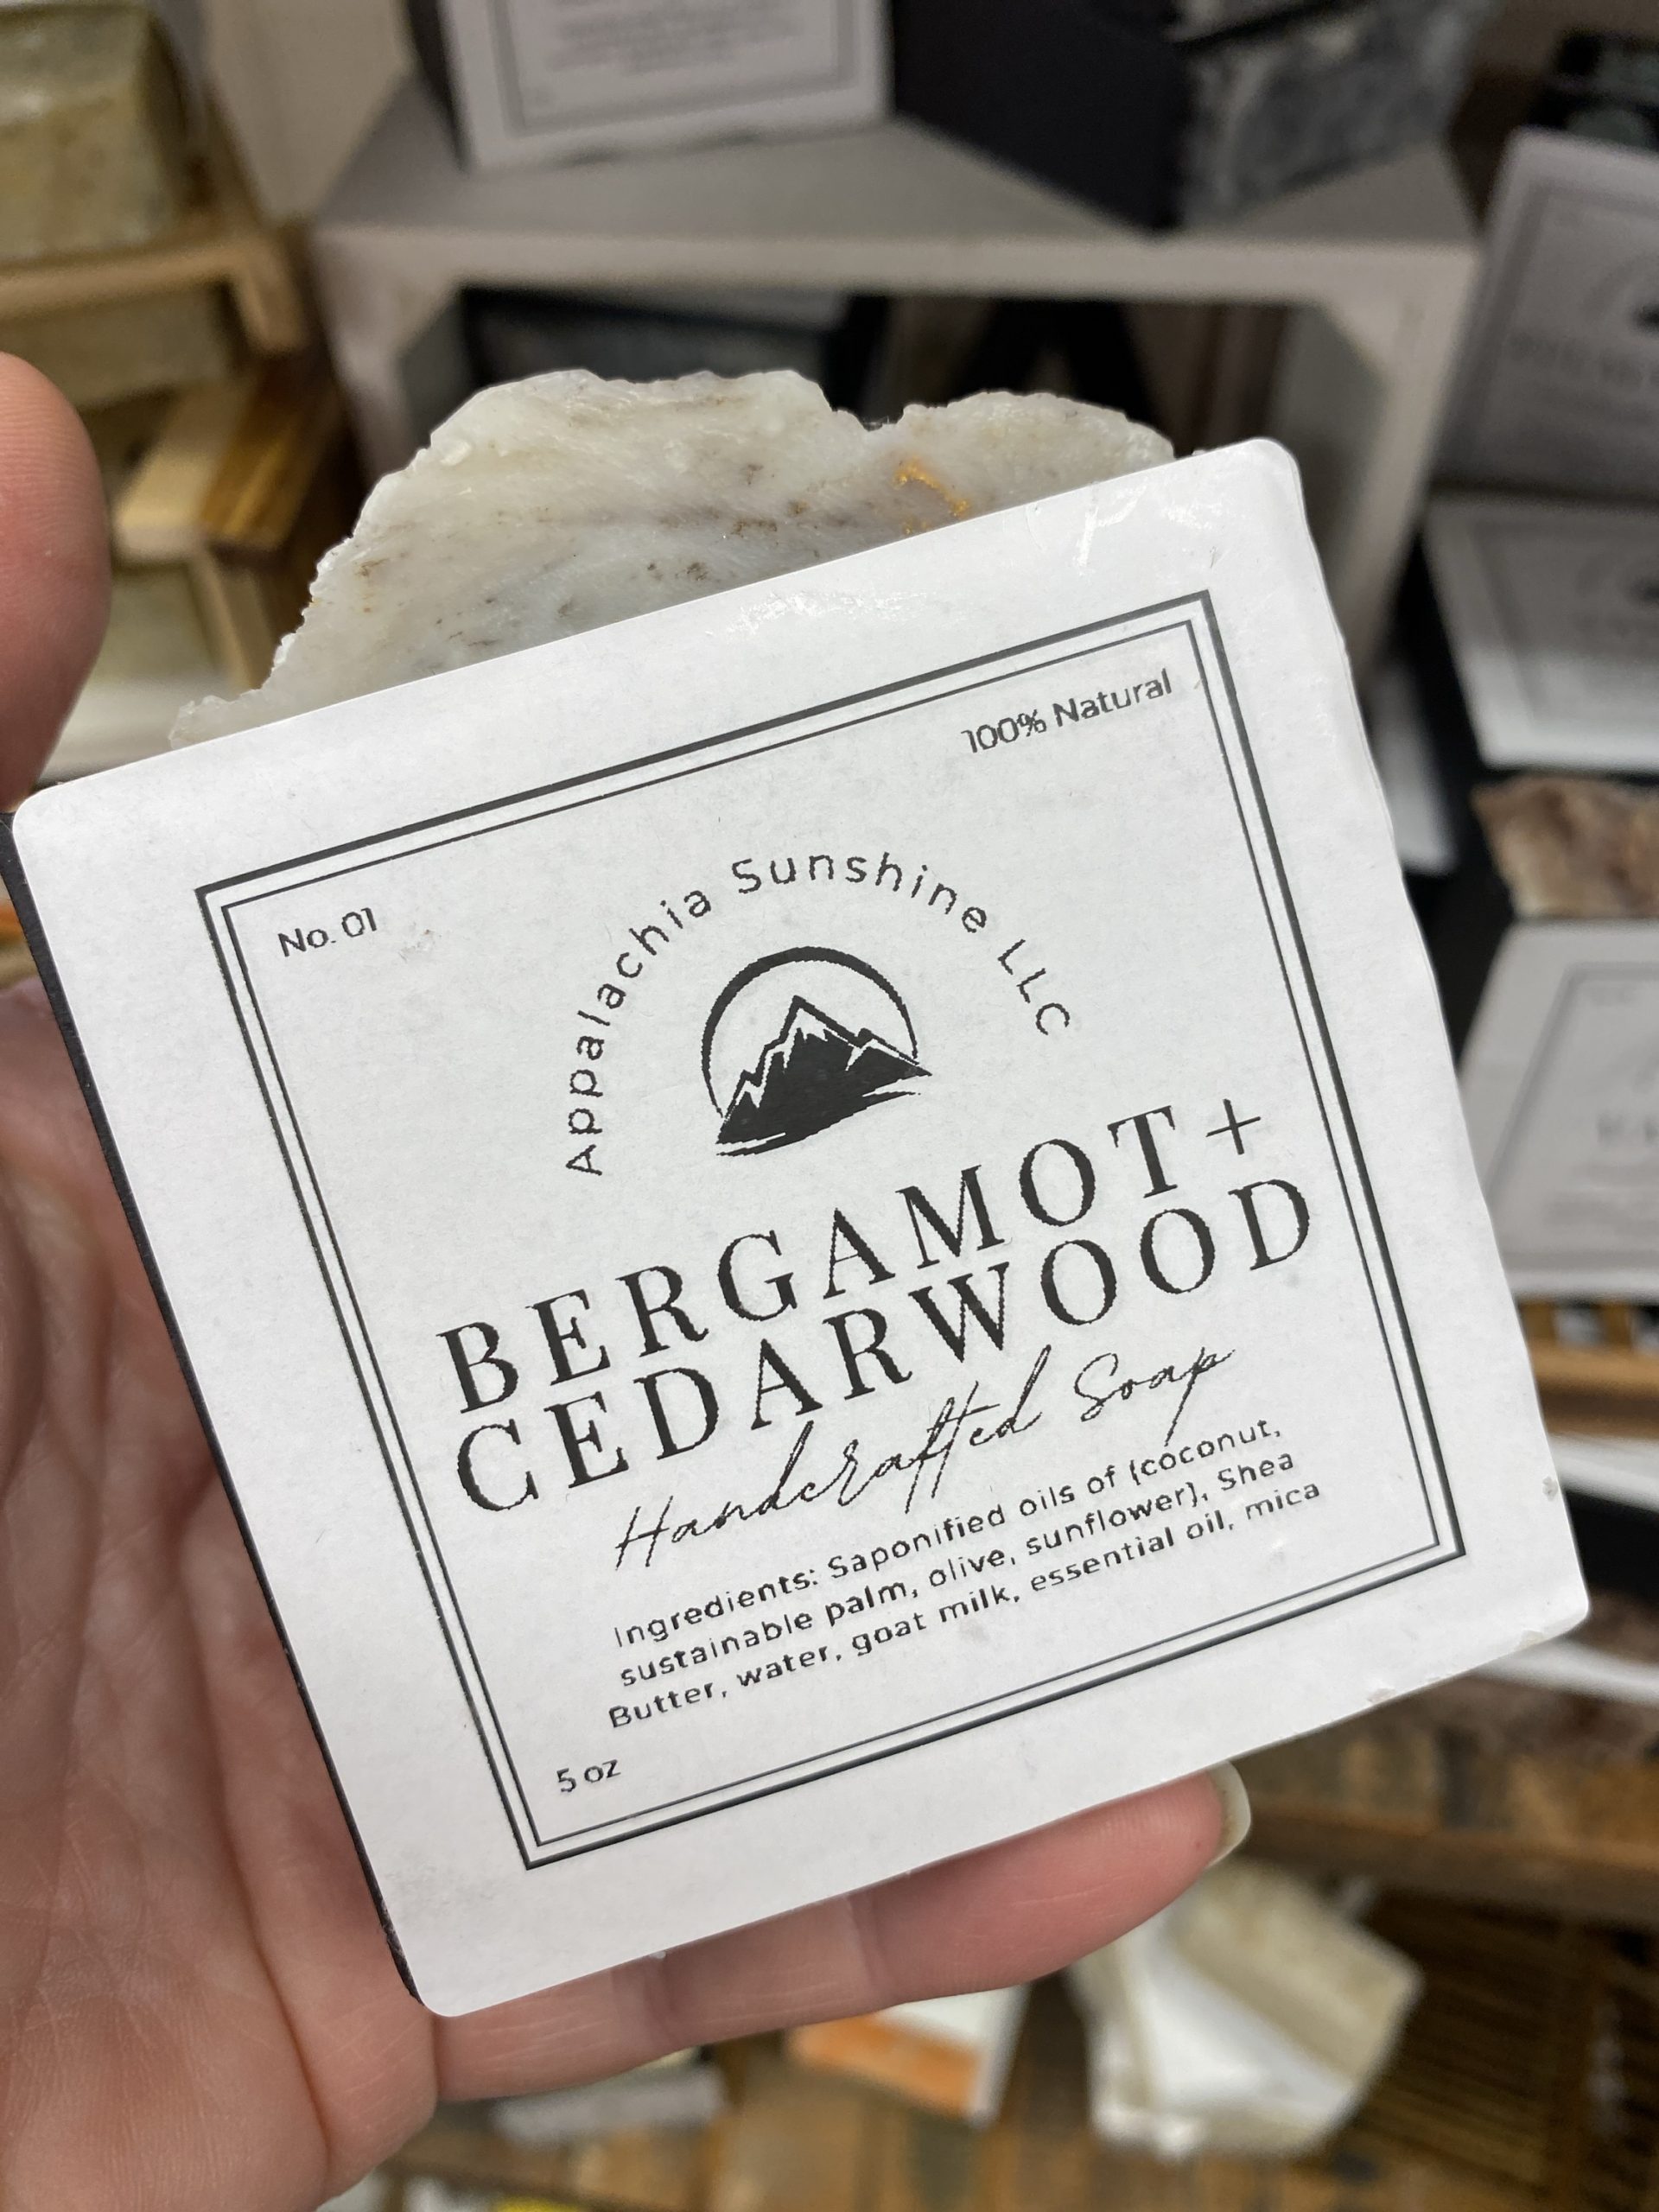 100% Natural
No. 01
Appalachia Sunshine LLC
BERGAMOT+
CEDARWOOD
Handcrafted Soap
Ingredients: Saponified oils of (coconut,
sustainable palm, olive, sunflower), Shea
Butter, water, goat milk, essential oil, mica
5 oz